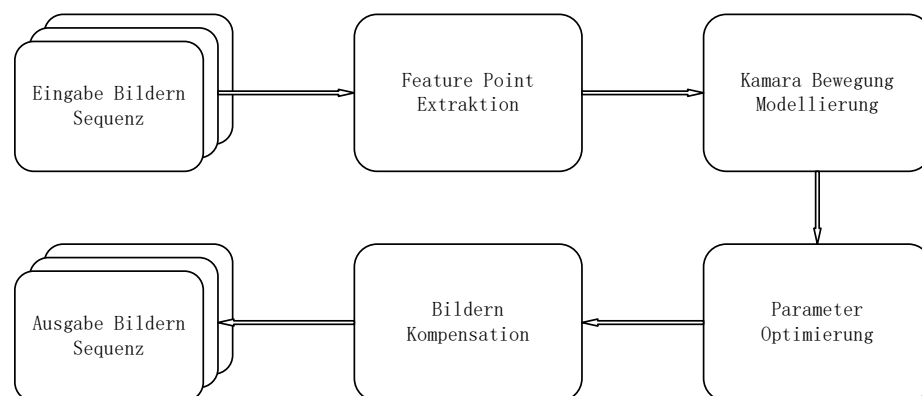 Eingabe Bildern
Sequenz
Feature Point
Extraktion
Kamara Bewegung
Modellierung
Ausgabe Bildern
Sequenz
Bildern
Kompensation
Parameter
Optimierung